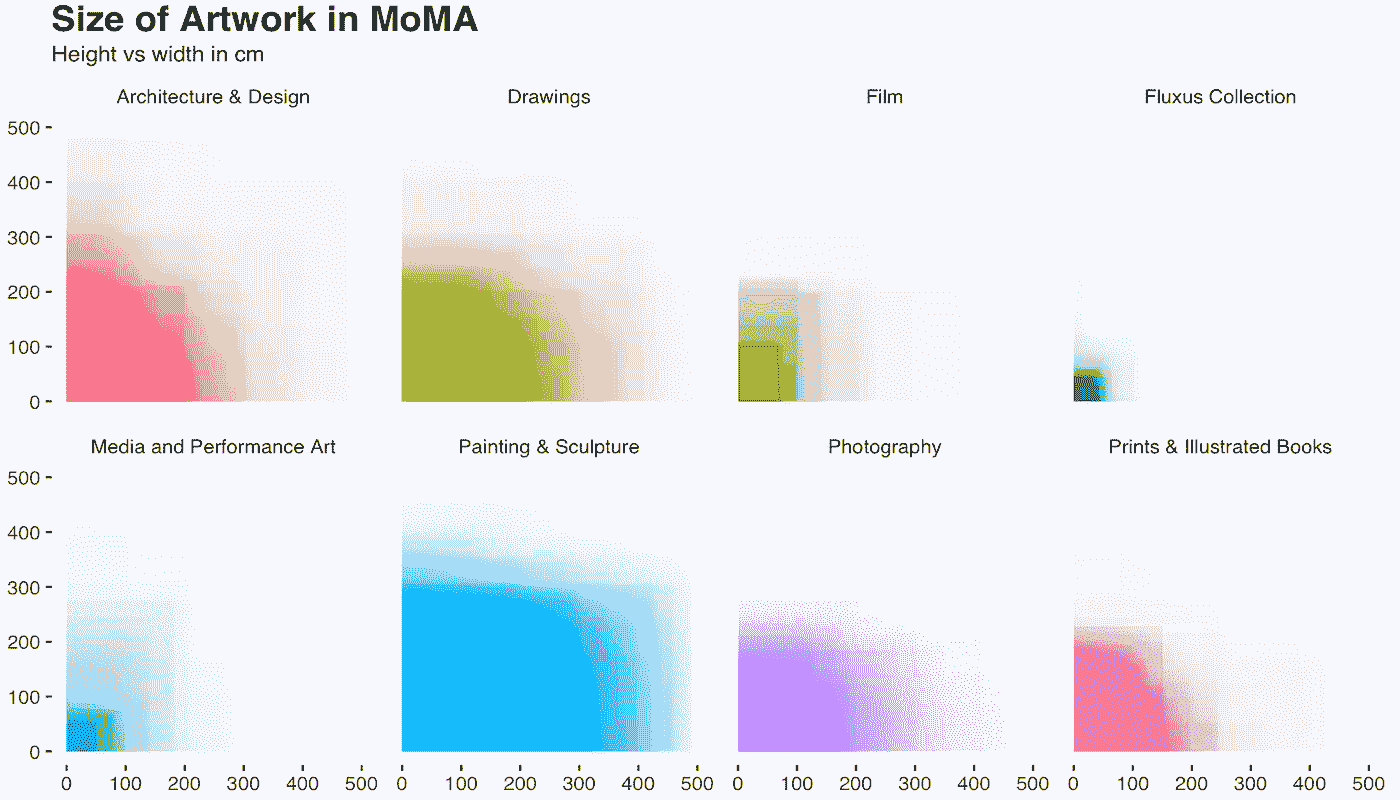 Size of Artwork in MoMA
Height vs width in cm
Architecture & Design Drawings Film Fluxus Collection
500
400
300
200
100
0
Media and Performance Art Painting & Sculpture Photography Prints & Illustrated Books
500
400
300
200
100
0
0 100 200 300 400 500 0 100 200 300 400 500 0 100 200 300 400 500 0 100 200 300 400 500